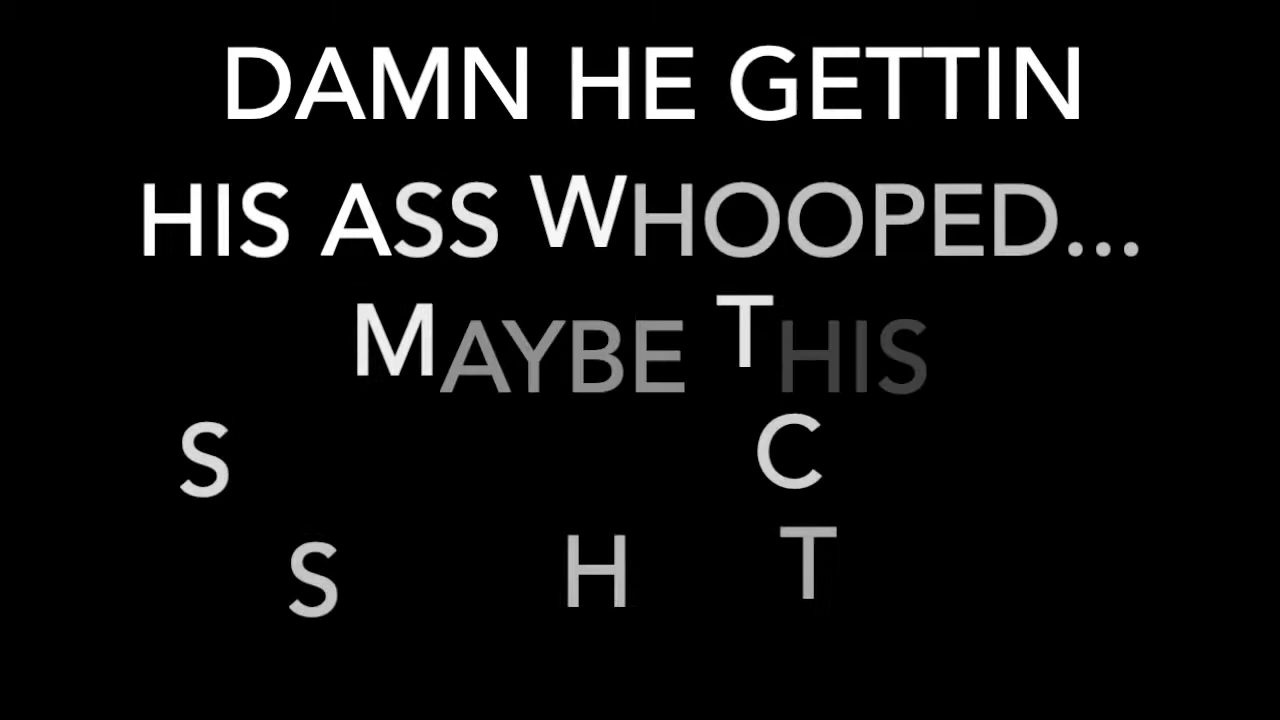 DAMN HE GETTIN
HIS ASS WHOOPED...
MAYBE THIS
S C
S H T